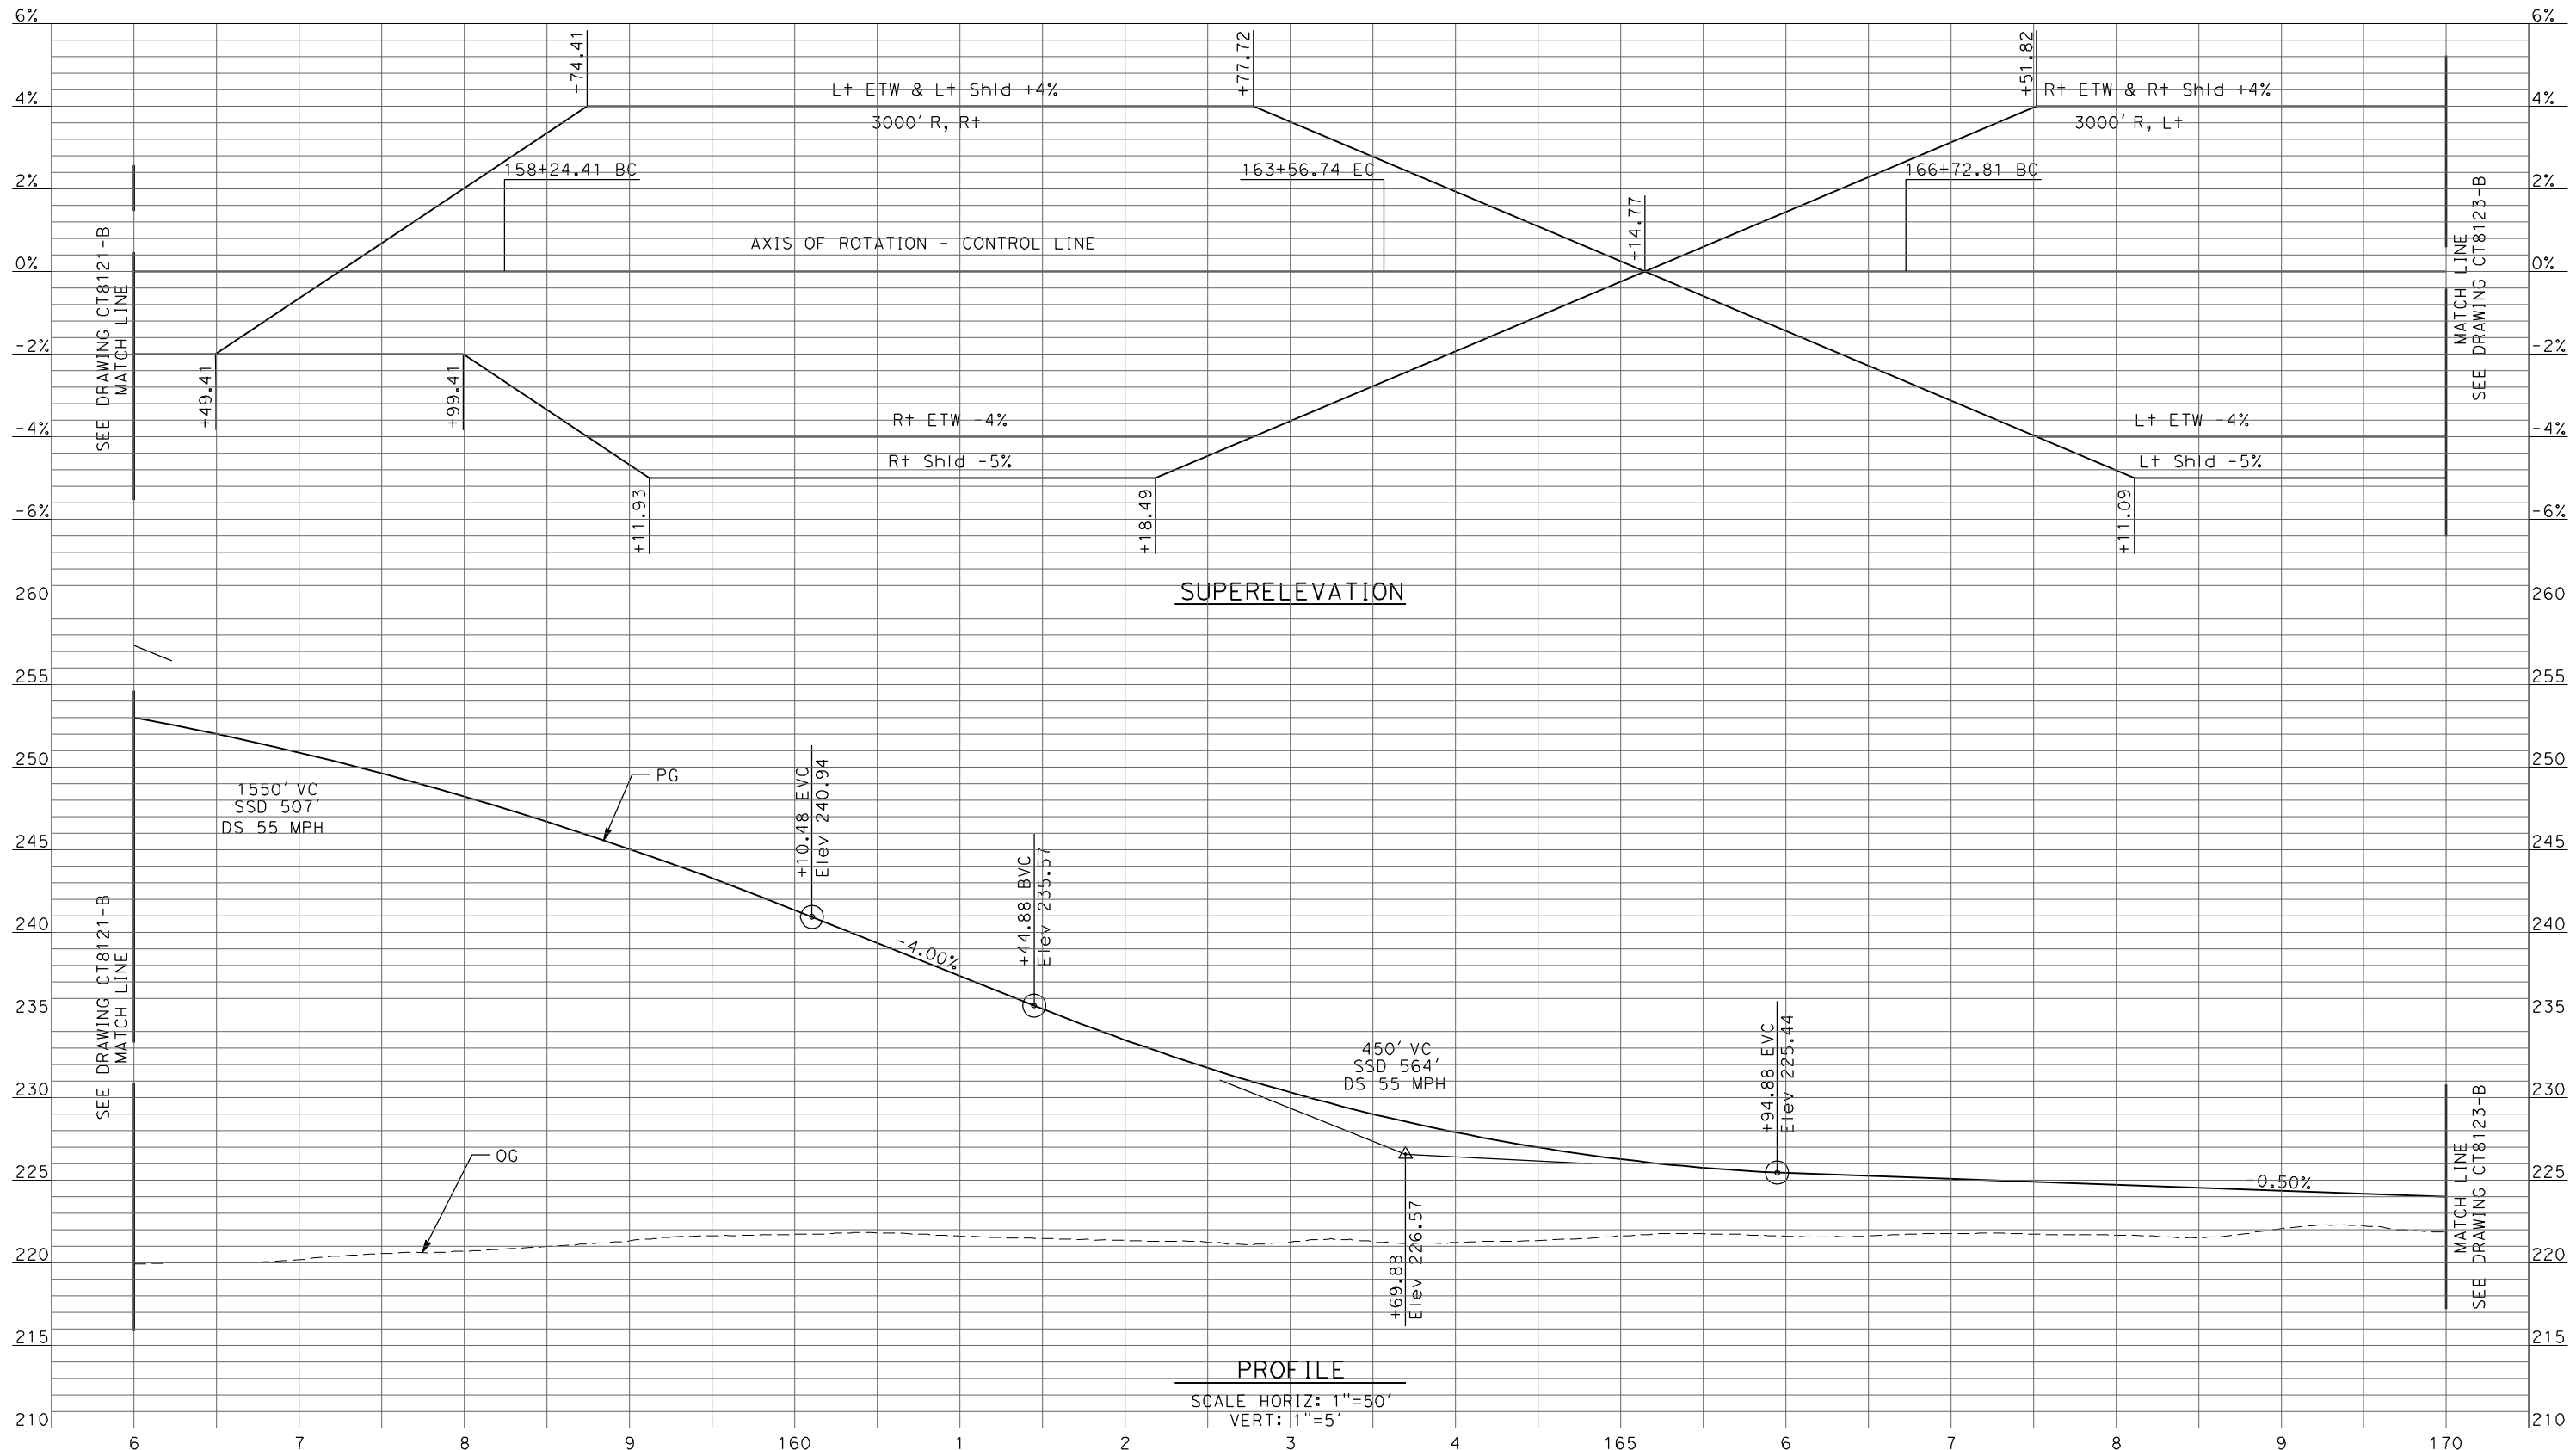 6%
6%
+74.41
+77.72
+51.82
4%
Lt ETW & Lt Shld +4%
Rt ETW & Rt Shld +4%
4%
3000' R, Rt
3000' R, Lt
2%
158+24.41 BC
163+56.74 EC
166+72.81 BC
2%
+14.77
AXIS OF ROTATION - CONTROL LINE
0%
0%
SEE DRAWING CT8121-B
MATCH LINE
MATCH LINE
SEE DRAWING CT8123-B
-2%
-2%
+49.41
+99.41
-4%
Rt ETW -4%
Lt ETW -4%
-4%
Rt Shld -5%
Lt Shld -5%
-6%
+11.93
+18.49
+11.09
-6%
SUPERELEVATION
260
260
255
255
250
250
PG
1550' VC
SSD 507'
DS 55 MPH
+10.48 EVC
Elev 240.94
245
245
+44.88 BVC
Elev 235.57
240
-4.00%
240
SEE DRAWING CT8121-B
MATCH LINE
235
235
450' VC
SSD 564'
DS 55 MPH
+94.88 EVC
Elev 225.44
230
230
OG
225
-0.50%
225
MATCH LINE
SEE DRAWING CT8123-B
+69.88
Elev 226.57
220
220
215
215
PROFILE
SCALE HORIZ: 1"=50'
VERT: 1"=5'
210
210
6 7 8 9 160 1 2 3 4 165 6 7 8 9 170